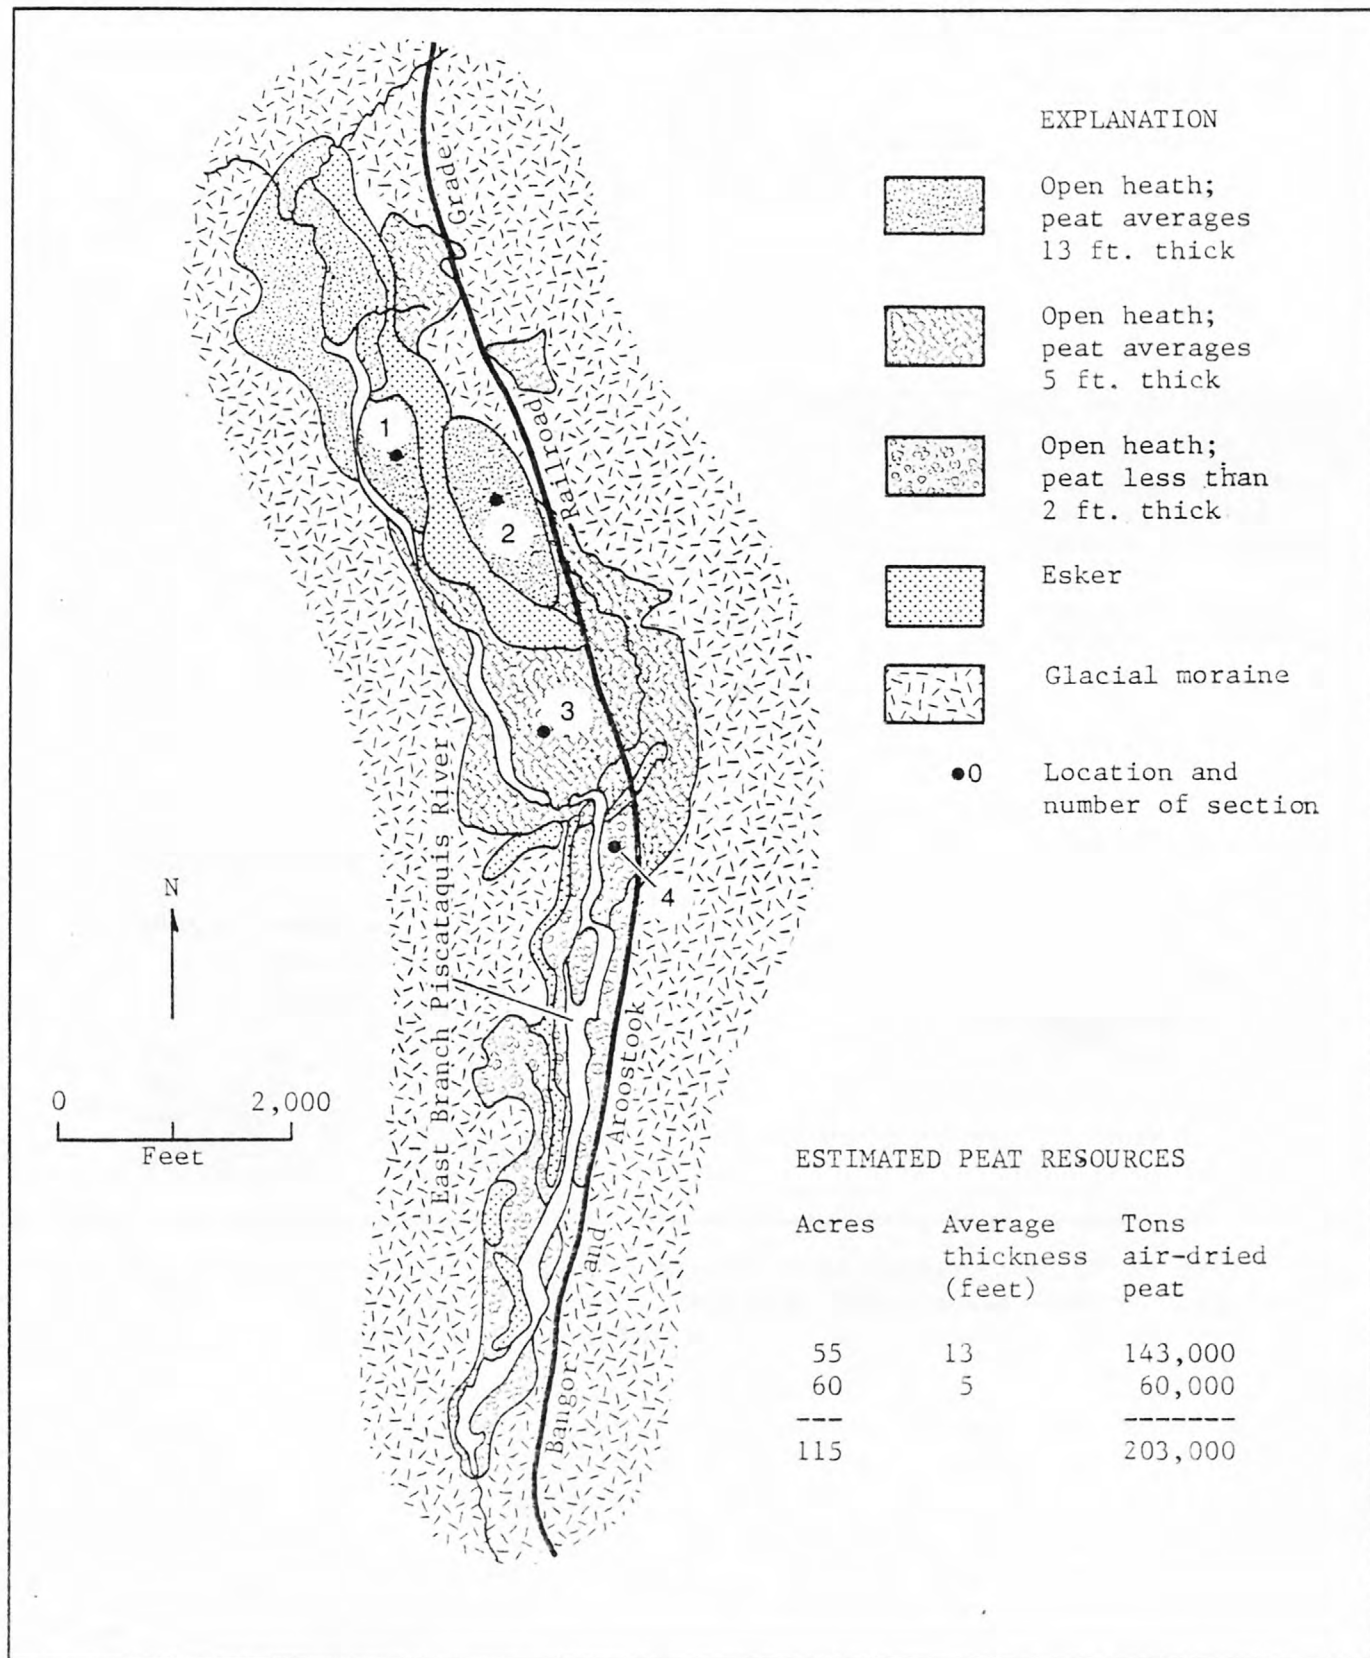 EXPLANATION
Open heath;
peat averages
13 ft. thick
Open heath;
peat averages
5 ft. thick
Open heath;
peat less than
2 ft. thick
Esker
Glacial moraine
●0 Location and
number of section
1
2
3
4
Bangor and Aroostook Railroad Grade
East Branch Piscataquis River
N
0 2,000
Feet
ESTIMATED PEAT RESOURCES
Acres Average Tons
thickness air-dried
(feet) peat
55 13 143,000
60 5 60,000
--- -------
115 203,000